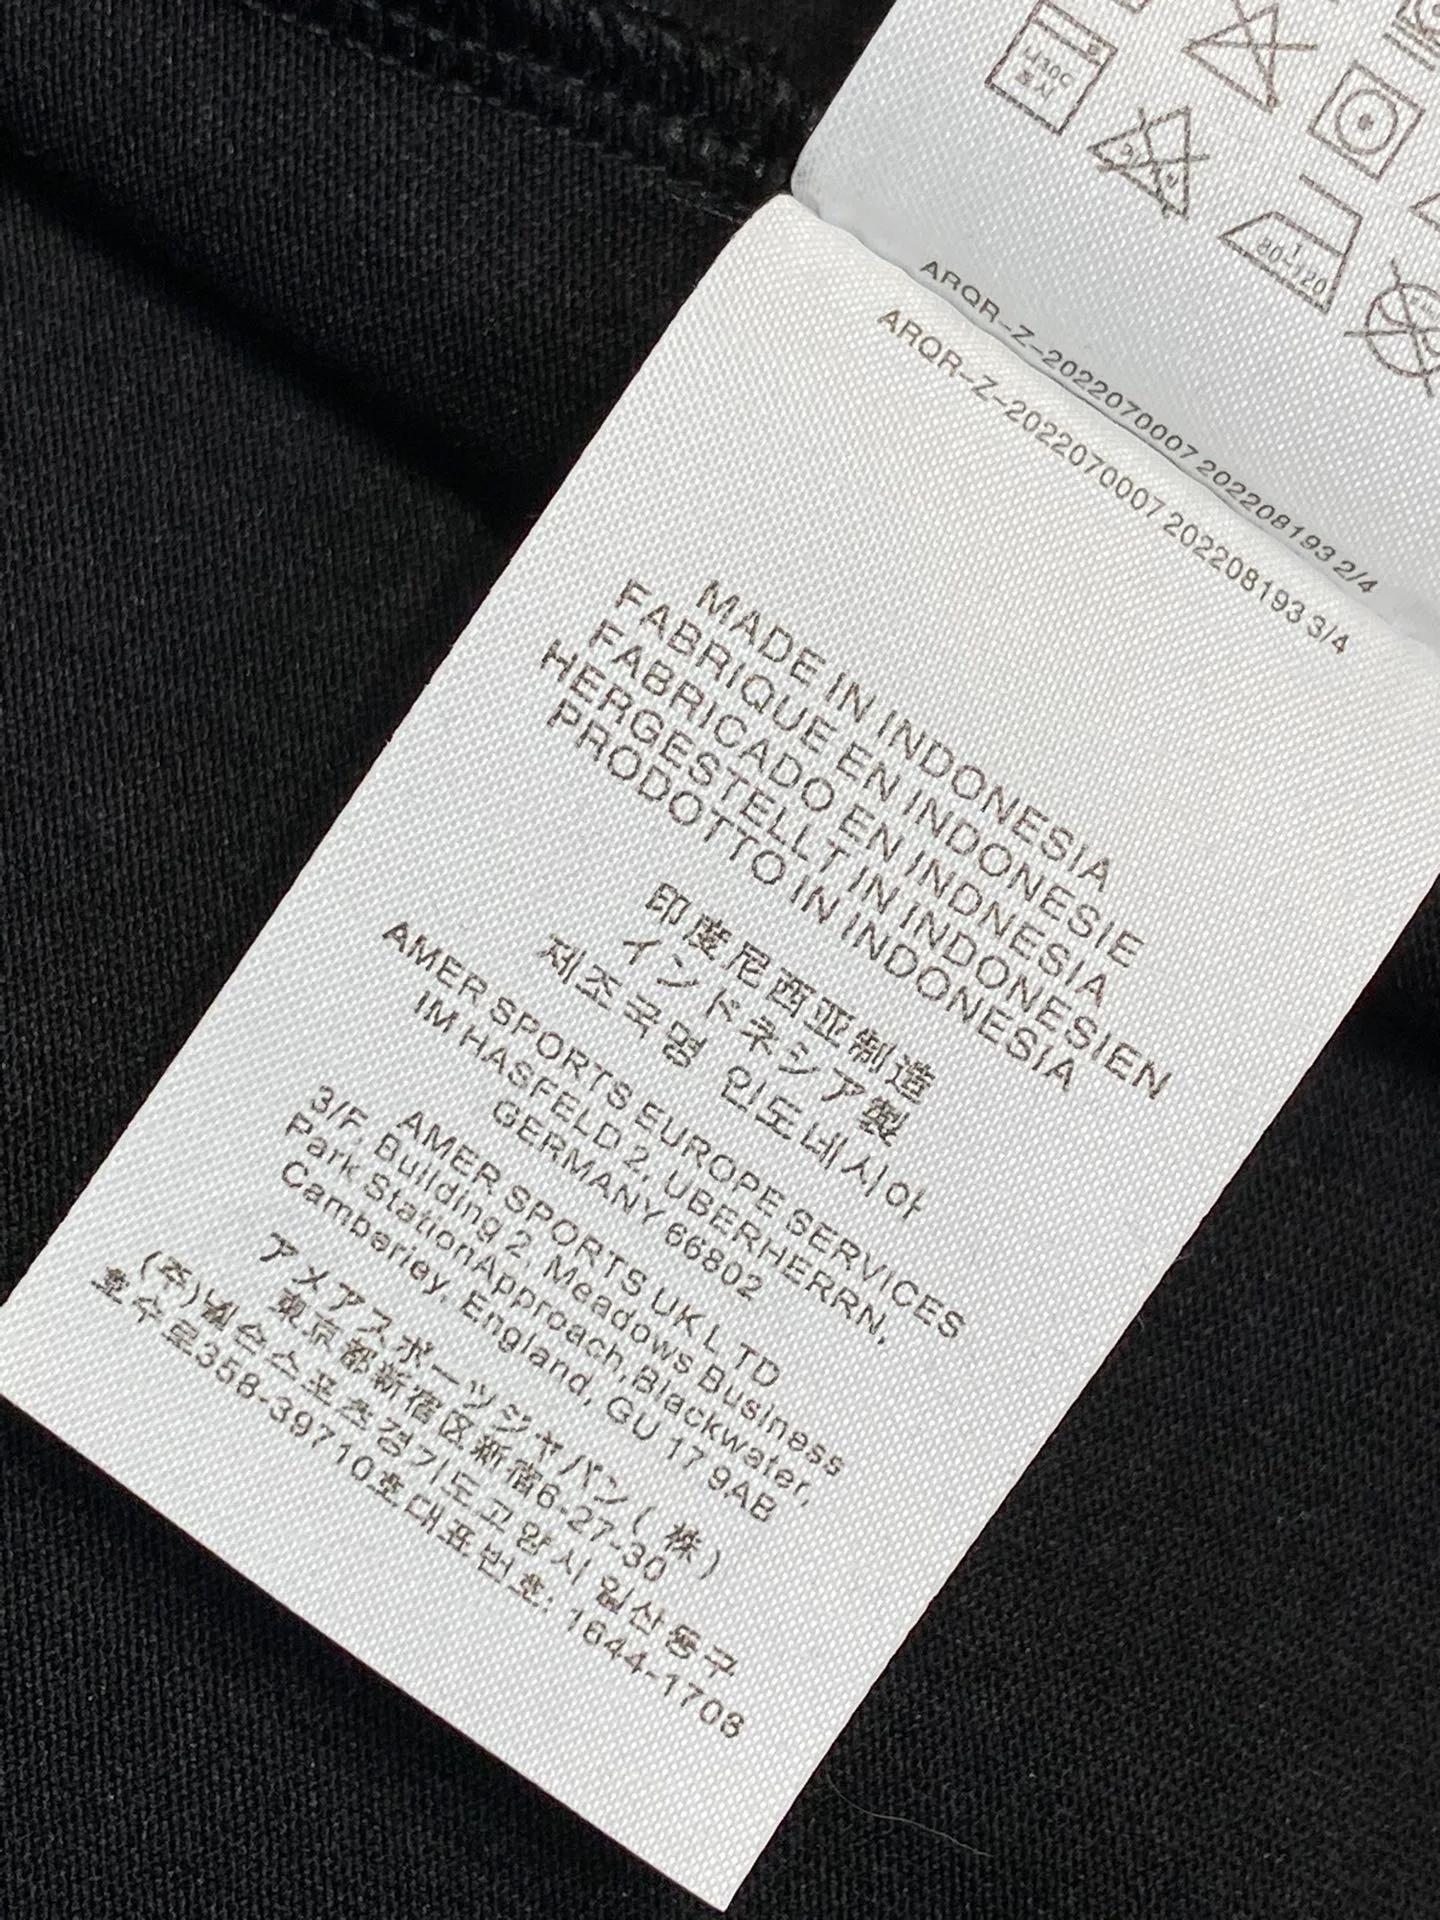 ARQR-Z-2022070007 202208193 2/4
ARQR-Z-2022070007 202208193 3/4
MADE IN INDONESIA
FABRIQUE EN INDONESIE
FABRICADO EN INDNESIA
HERGESTELLT IN INDONESIEN
PRODOTTO IN INDONESIA
印度尼西亚制造
インドネシア製
제조국명 인도네시아
AMER SPORTS EUROPE SERVICES
IM HASFELD 2, UBERHERRN,
GERMANY 66802
AMER SPORTS UK L TD
3/F, Building 2, Meadows Business
Park StationApproach,Blackwater,
Camberley, England, GU 17 9AB
アメアスポーツジャパン(株)
東京都新宿区新宿6-27-30
(주)넬슨스포츠경기도고양시일산동구
호수로358-39710호대표번호: 1644-1708